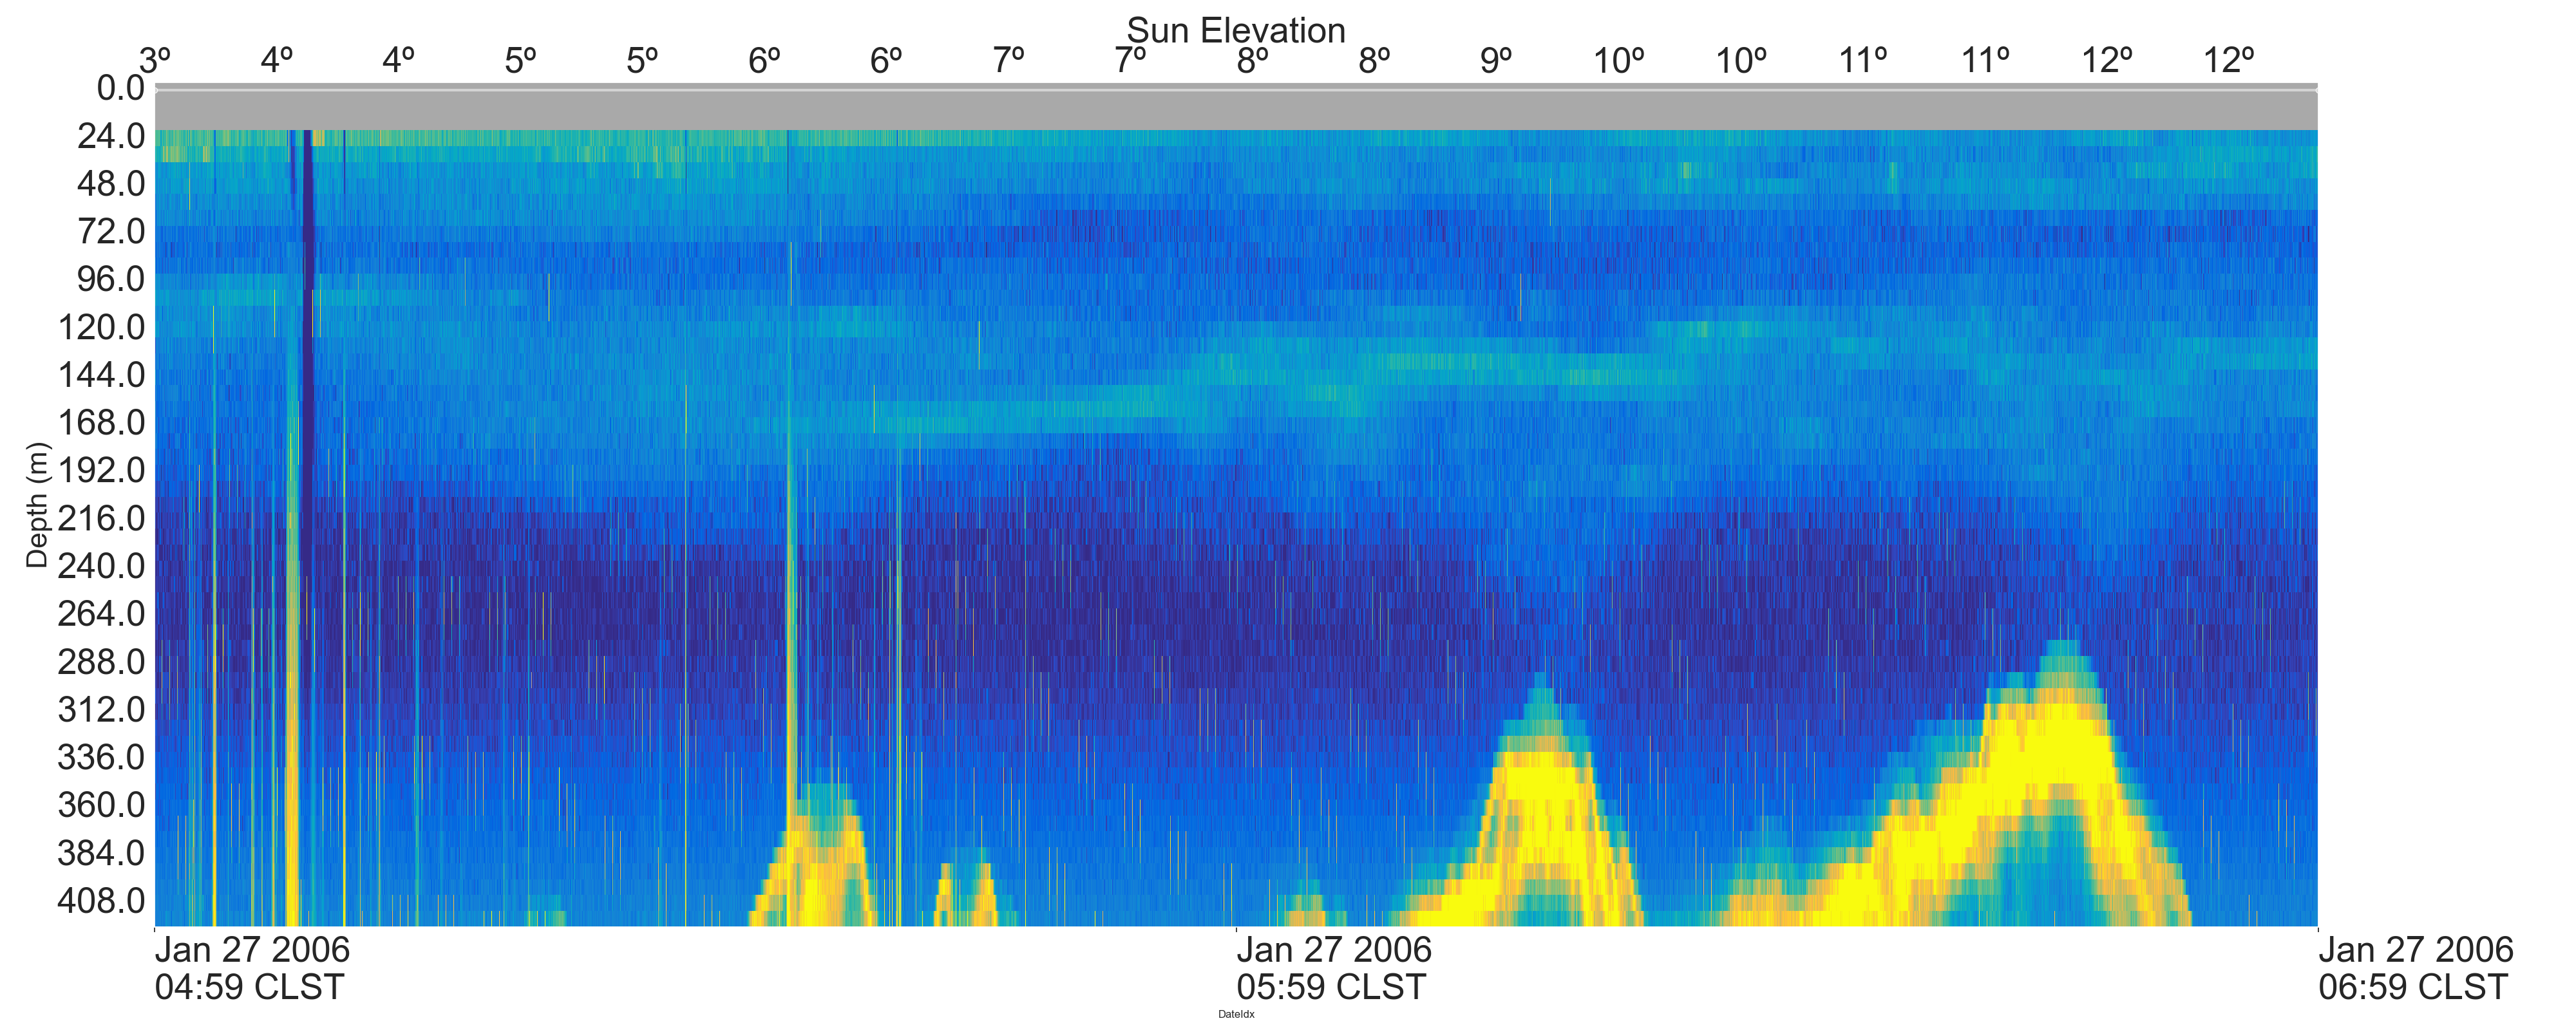 Sun Elevation
3º 4º 4º 5º 5º 6º 6º 7º 7º 8º 8º 9º 10º 10º 11º 11º 12º 12º
0.0
24.0
48.0
72.0
96.0
120.0
144.0
168.0
192.0
216.0
240.0
264.0
288.0
312.0
336.0
360.0
384.0
408.0
Depth (m)
Jan 27 2006
04:59 CLST
Jan 27 2006
05:59 CLST
Jan 27 2006
06:59 CLST
DateIdx